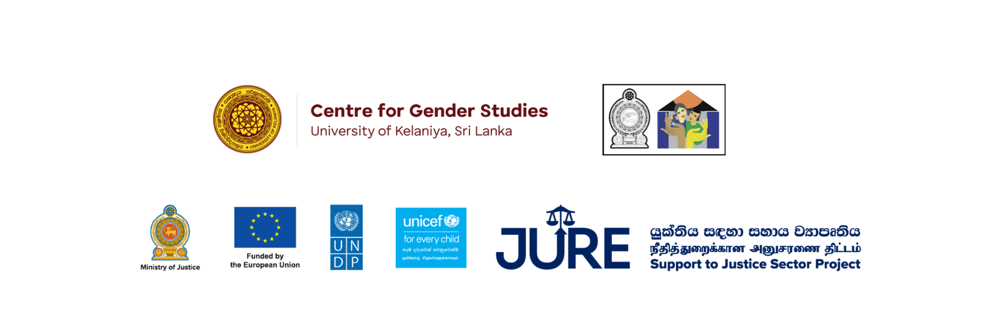 Centre for Gender Studies
University of Kelaniya, Sri Lanka
UNIVERSITY OF KELANIYA
Ministry of Justice
Funded by
the European Union
U N
D P
unicef
for every child
සෑම දරුවෙක් වෙනුවෙන්ම
ஒவ்வொரு சிறுவர்களுக்காகவும்
JURE
යුක්තිය සඳහා සහාය ව්‍යාපෘතිය
நீதித்துறைக்கான அனுசரணை திட்டம்
Support to Justice Sector Project